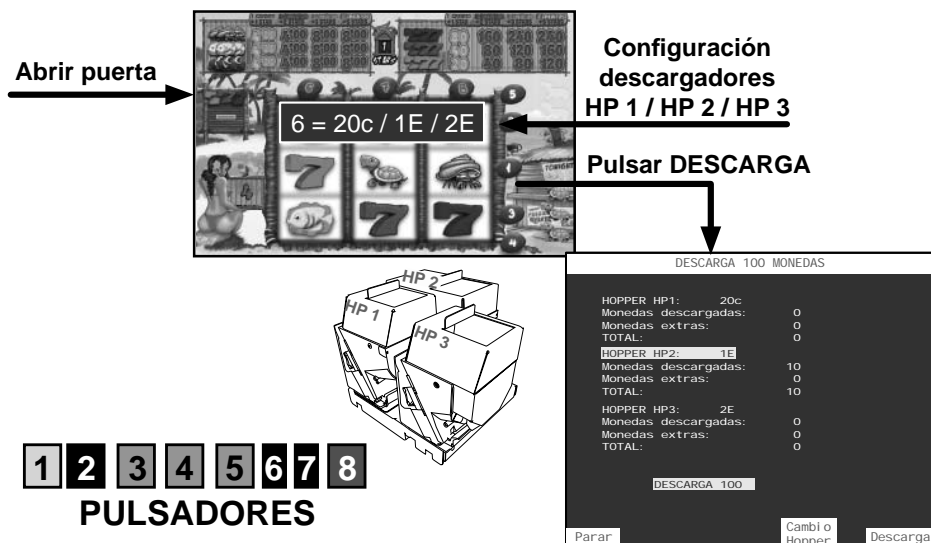 Abrir puerta
Configuración
descargadores
HP 1 / HP 2 / HP 3
6 = 20c / 1E / 2E
Pulsar DESCARGA
HP 1
HP 2
HP 3
DESCARGA 100 MONEDAS
HOPPER HP1: 20c
Monedas descargadas: 0
Monedas extras: 0
TOTAL: 0
HOPPER HP2: 1E
Monedas descargadas: 10
Monedas extras: 0
TOTAL: 10
HOPPER HP3: 2E
Monedas descargadas: 0
Monedas extras: 0
TOTAL: 0
DESCARGA 100
Parar Cambio Hopper Descarga
1 2 3 4 5 6 7 8
PULSADORES